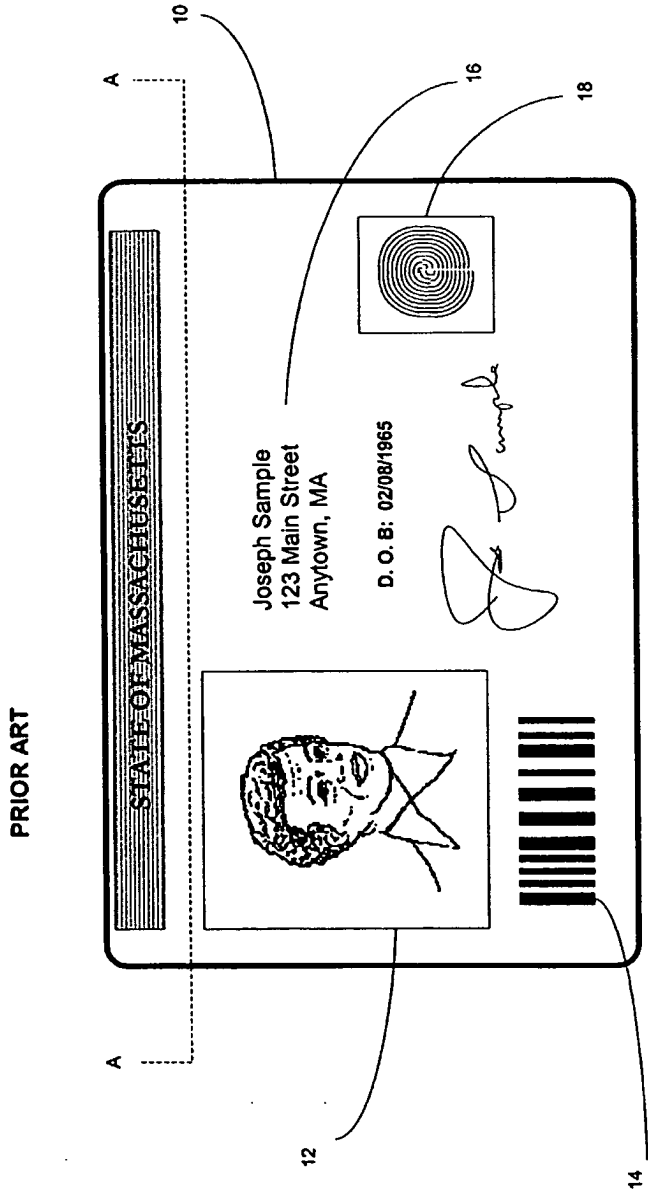 PRIOR ART
A
A
10
STATE OF MASSACHUSETTS
Joseph Sample
123 Main Street
Anytown, MA
16
D. O. B: 02/08/1965
18
12
14